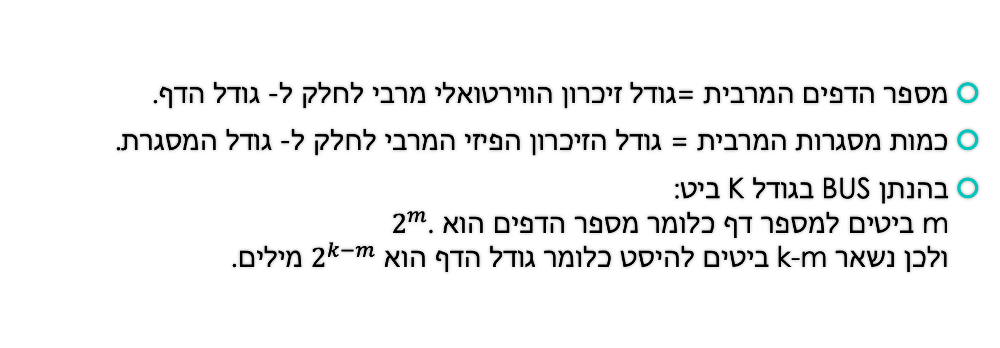 מספר הדפים המרבית =גודל זיכרון הווירטואלי מרבי לחלק ל- גודל הדף.
כמות מסגרות המרבית = גודל הזיכרון הפיזי המרבי לחלק ל- גודל המסגרת.
בהנתן BUS בגודל K ביט:
m ביטים למספר דף כלומר מספר הדפים הוא .2^m
ולכן נשאר k-m ביטים להיסט כלומר גודל הדף הוא 2^{k-m} מילים.